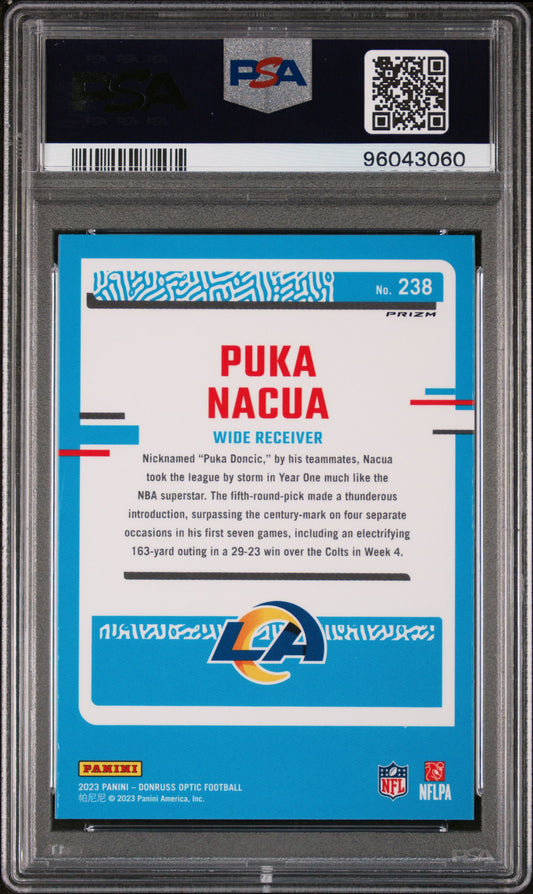 PSA
PSA
96043060
No. 238
PRIZM
PUKA
NACUA
WIDE RECEIVER
Nicknamed “Puka Doncic,” by his teammates, Nacua
took the league by storm in Year One much like the
NBA superstar. The fifth-round-pick made a thunderous
introduction, surpassing the century-mark on four separate
occasions in his first seven games, including an electrifying
163-yard outing in a 29-23 win over the Colts in Week 4.
LA
PANINI
2023 PANINI – DONRUSS OPTIC FOOTBALL
帕尼尼 © 2023 Panini America, Inc.
NFL
NFLPA
PSA